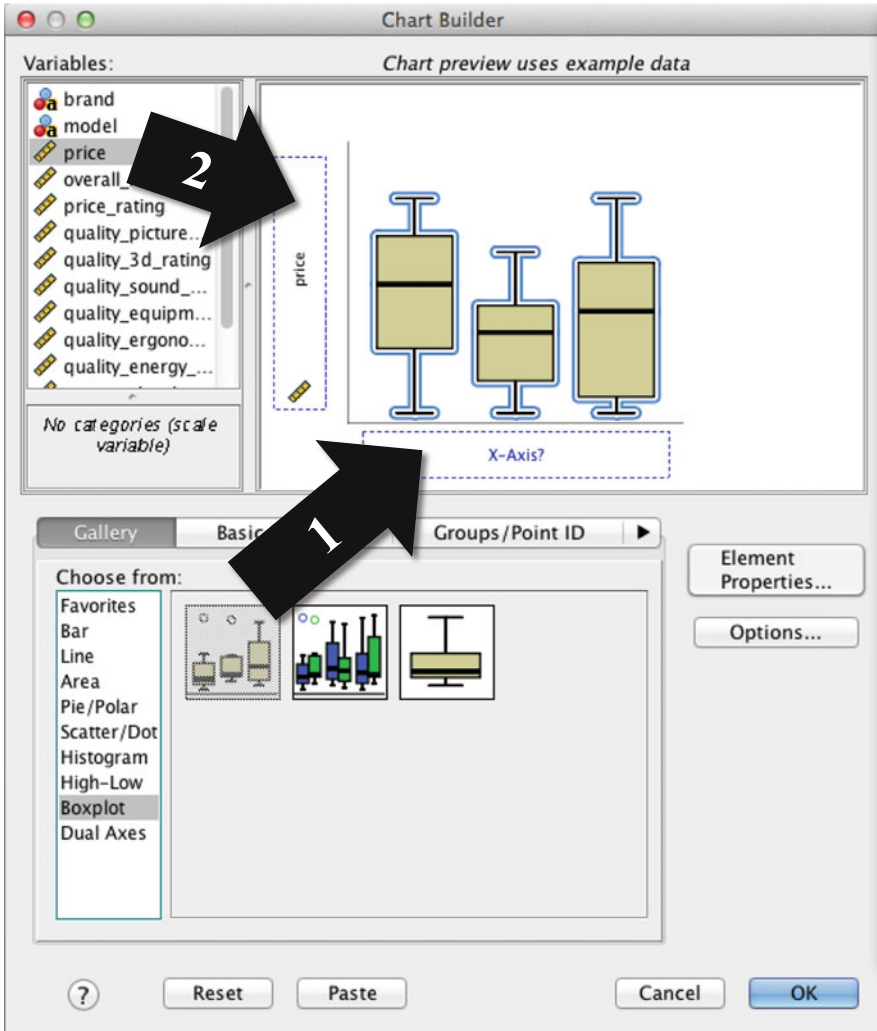 Chart Builder
Variables:
Chart preview uses example data
brand
model
price
overall_
price_rating
quality_picture...
quality_3d_rating
quality_sound_...
quality_equipm...
quality_ergono...
quality_energy_...
No categories (scale
variable)
2
price
X-Axis?
1
Gallery
Basic
Groups/Point ID
Choose from:
Favorites
Bar
Line
Area
Pie/Polar
Scatter/Dot
Histogram
High-Low
Boxplot
Dual Axes
Element
Properties...
Options...
?
Reset
Paste
Cancel
OK